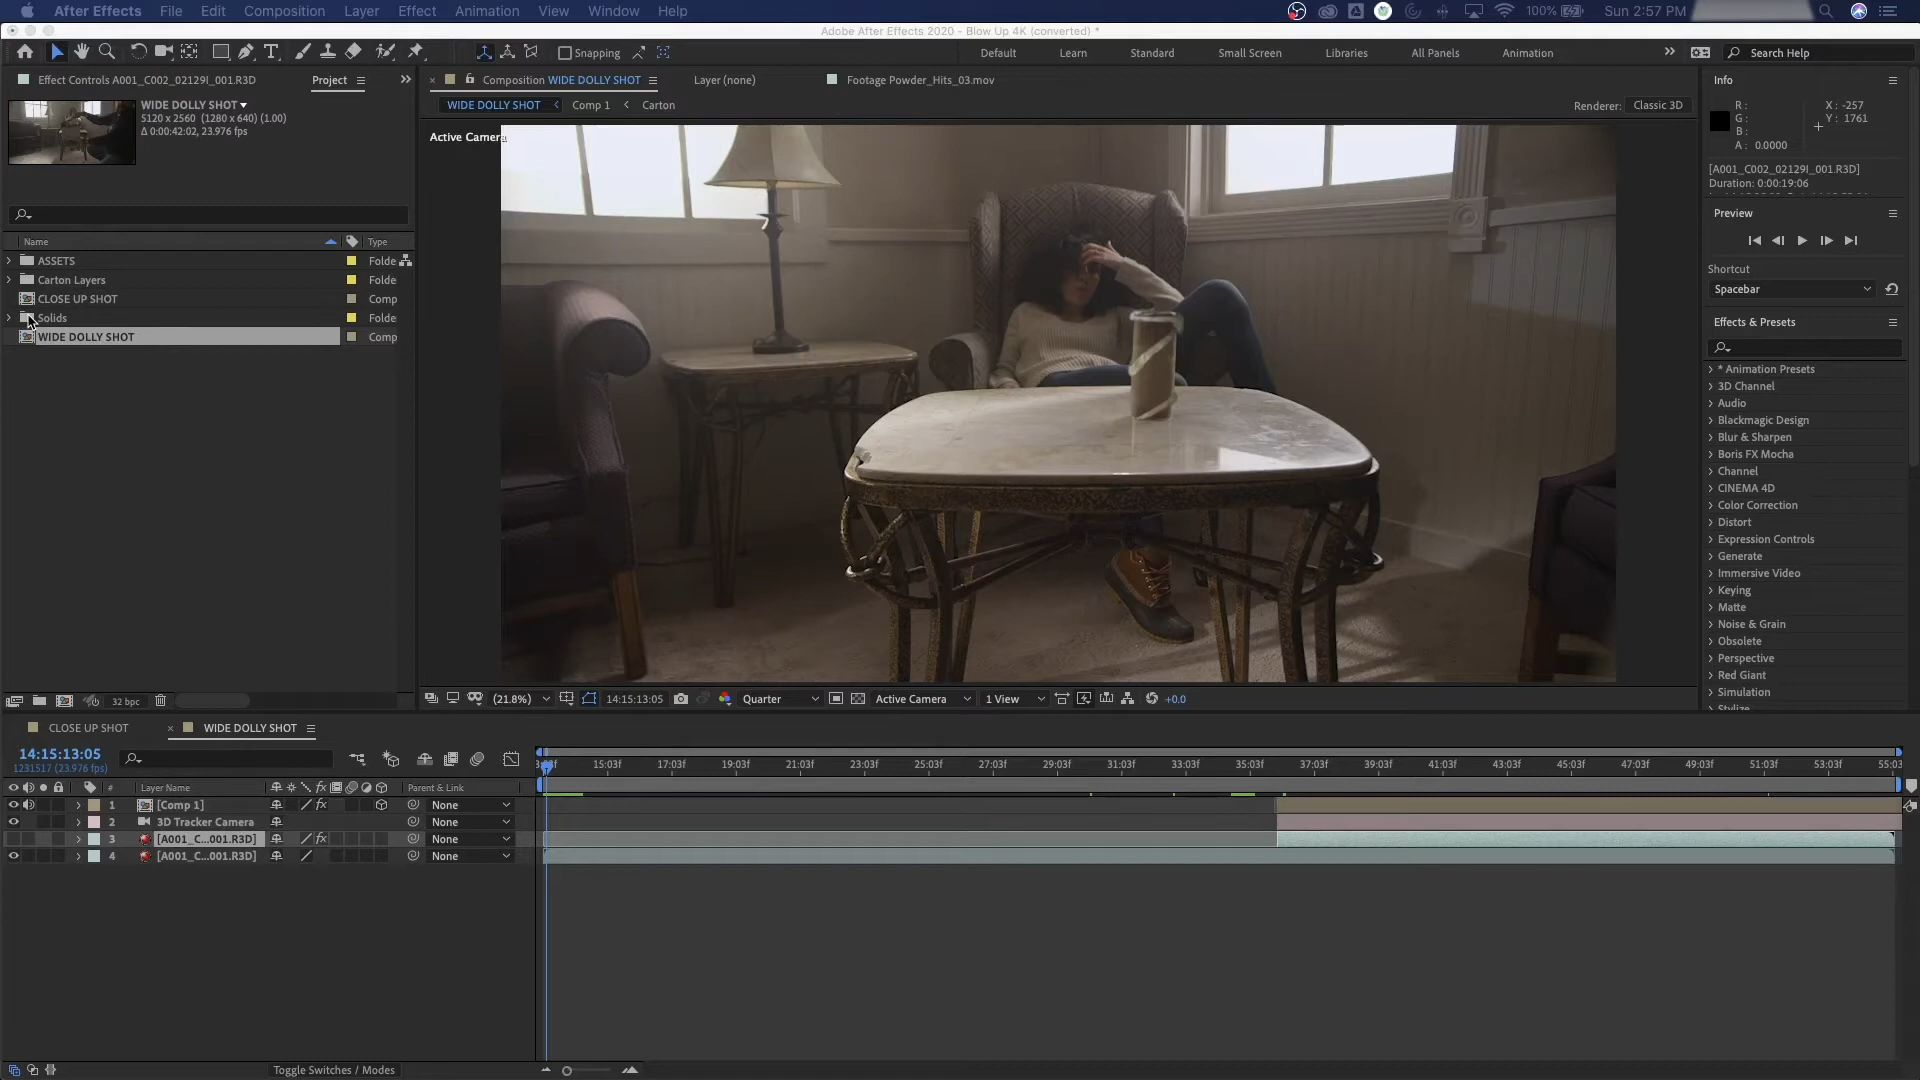 After Effects File Edit Composition Layer Effect Animation View Window Help 100% Sun 2:57 PM
Adobe After Effects 2020 - Blow Up 4K (converted) *
Snapping Default Learn Standard Small Screen Libraries All Panels Animation Search Help
Effect Controls A001_C002_02129I_001.R3D Project
WIDE DOLLY SHOT
5120 x 2560 (1280 x 640) (1.00)
Δ 0:00:42:02, 23.976 fps
Name Type
ASSETS Folde
Carton Layers Folde
CLOSE UP SHOT Comp
Solids Folde
WIDE DOLLY SHOT Comp
32 bpc
Composition WIDE DOLLY SHOT Layer (none) Footage Powder_Hits_03.mov
WIDE DOLLY SHOT Comp 1 Carton Renderer: Classic 3D
Active Camera
(21.8%) 14:15:13:05 Quarter Active Camera 1 View +0.0
Info
R : X : -257
G : Y : 1761
B :
A : 0.0000
[A001_C002_02129I_001.R3D]
Duration: 0:00:19:06
Preview
Shortcut
Spacebar
Effects & Presets
* Animation Presets
3D Channel
Audio
Blackmagic Design
Blur & Sharpen
Boris FX Mocha
Channel
CINEMA 4D
Color Correction
Distort
Expression Controls
Generate
Immersive Video
Keying
Matte
Noise & Grain
Obsolete
Perspective
Red Giant
Simulation
Stylize
CLOSE UP SHOT WIDE DOLLY SHOT
14:15:13:05
1231517 (23.976 fps)
15:03f 17:03f 19:03f 21:03f 23:03f 25:03f 27:03f 29:03f 31:03f 33:03f 35:03f 37:03f 39:03f 41:03f 43:03f 45:03f 47:03f 49:03f 51:03f 53:03f 55:03
# Layer Name fx Parent & Link
1 [Comp 1] fx None
2 3D Tracker Camera None
3 [A001_C...001.R3D] fx None
4 [A001_C...001.R3D] None
Toggle Switches / Modes